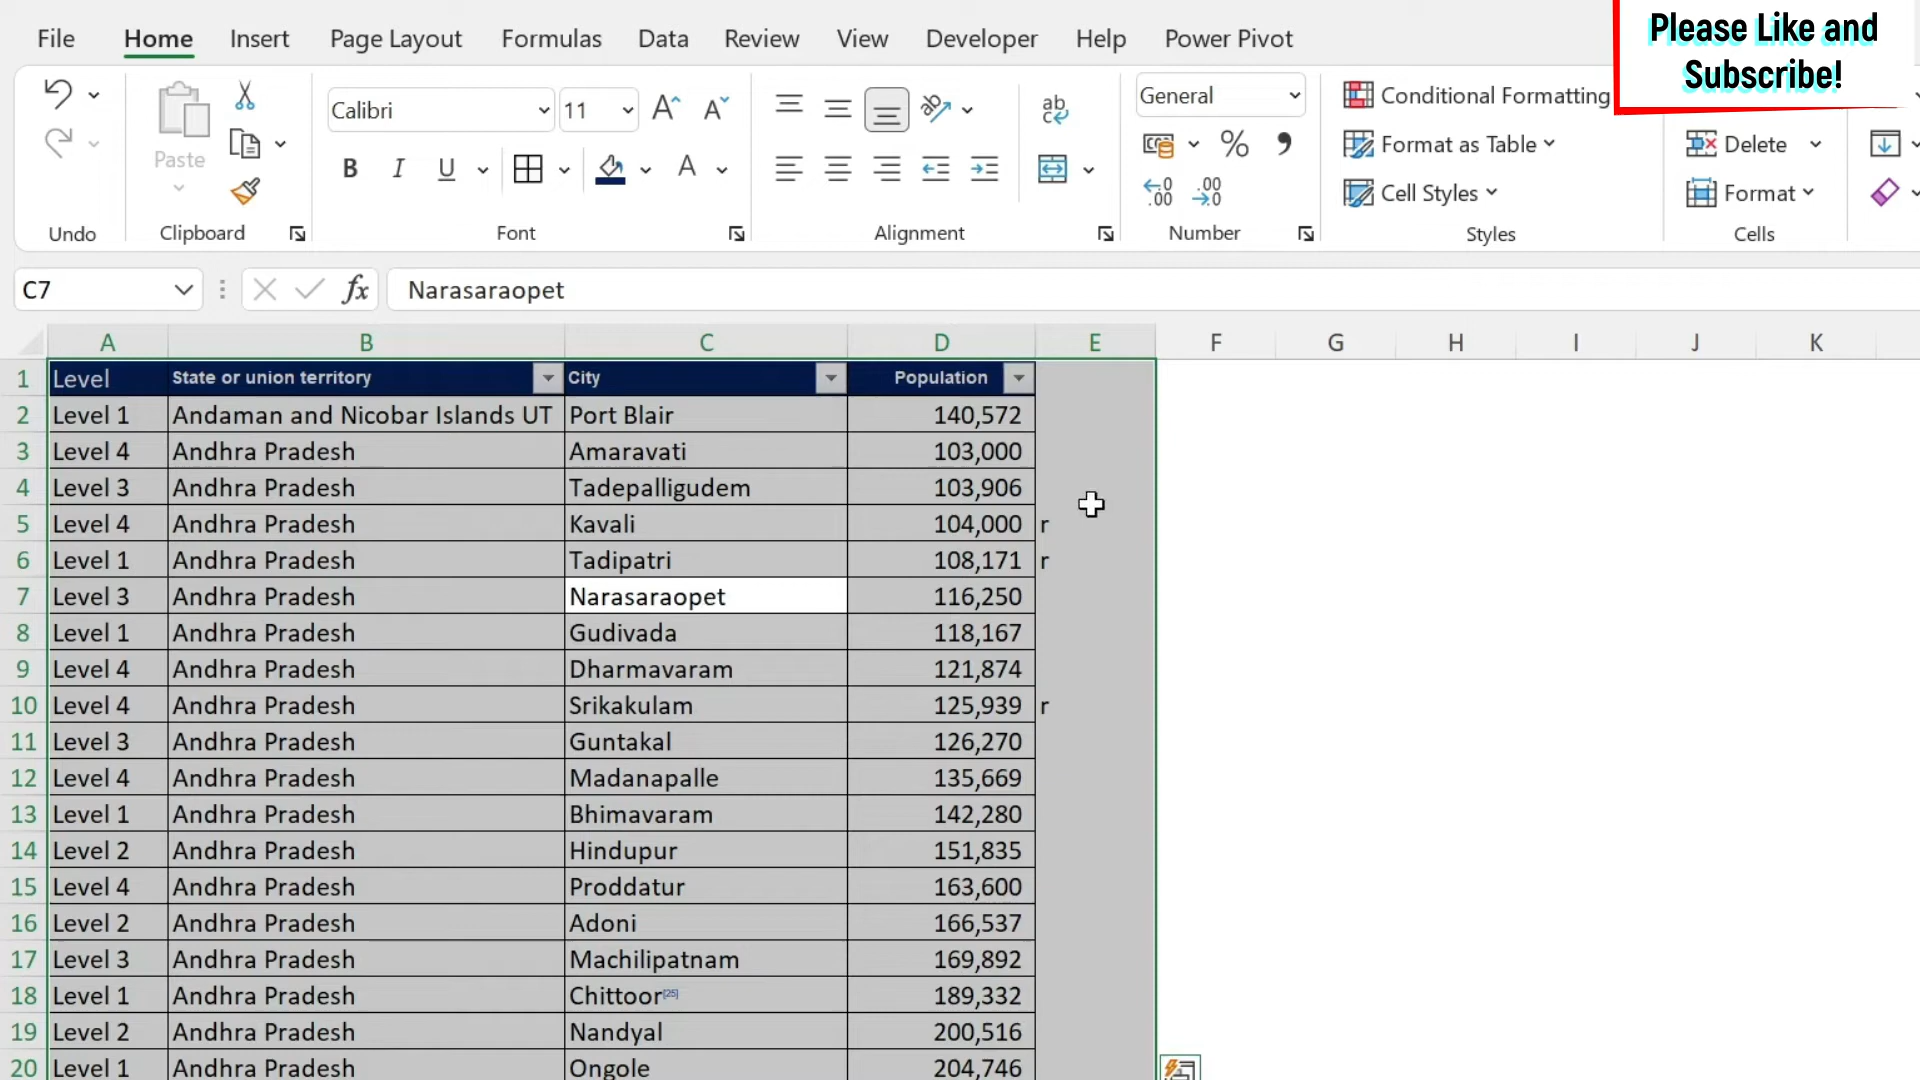 Please Like and
Subscribe!
File Home Insert Page Layout Formulas Data Review View Developer Help Power Pivot
Paste
Calibri 11
General
Conditional Formatting
Format as Table
Cell Styles
Delete
Format
Undo Clipboard Font Alignment Number Styles Cells
C7 fx Narasaraopet
A B C D E F G H I J K
1 Level State or union territory City Population
2 Level 1 Andaman and Nicobar Islands UT Port Blair 140,572
3 Level 4 Andhra Pradesh Amaravati 103,000
4 Level 3 Andhra Pradesh Tadepalligudem 103,906
5 Level 4 Andhra Pradesh Kavali 104,000 r
6 Level 1 Andhra Pradesh Tadipatri 108,171 r
7 Level 3 Andhra Pradesh Narasaraopet 116,250
8 Level 1 Andhra Pradesh Gudivada 118,167
9 Level 4 Andhra Pradesh Dharmavaram 121,874
10 Level 4 Andhra Pradesh Srikakulam 125,939 r
11 Level 3 Andhra Pradesh Guntakal 126,270
12 Level 4 Andhra Pradesh Madanapalle 135,669
13 Level 1 Andhra Pradesh Bhimavaram 142,280
14 Level 2 Andhra Pradesh Hindupur 151,835
15 Level 4 Andhra Pradesh Proddatur 163,600
16 Level 2 Andhra Pradesh Adoni 166,537
17 Level 3 Andhra Pradesh Machilipatnam 169,892
18 Level 1 Andhra Pradesh Chittoor[25] 189,332
19 Level 2 Andhra Pradesh Nandyal 200,516
20 Level 1 Andhra Pradesh Ongole 204,746